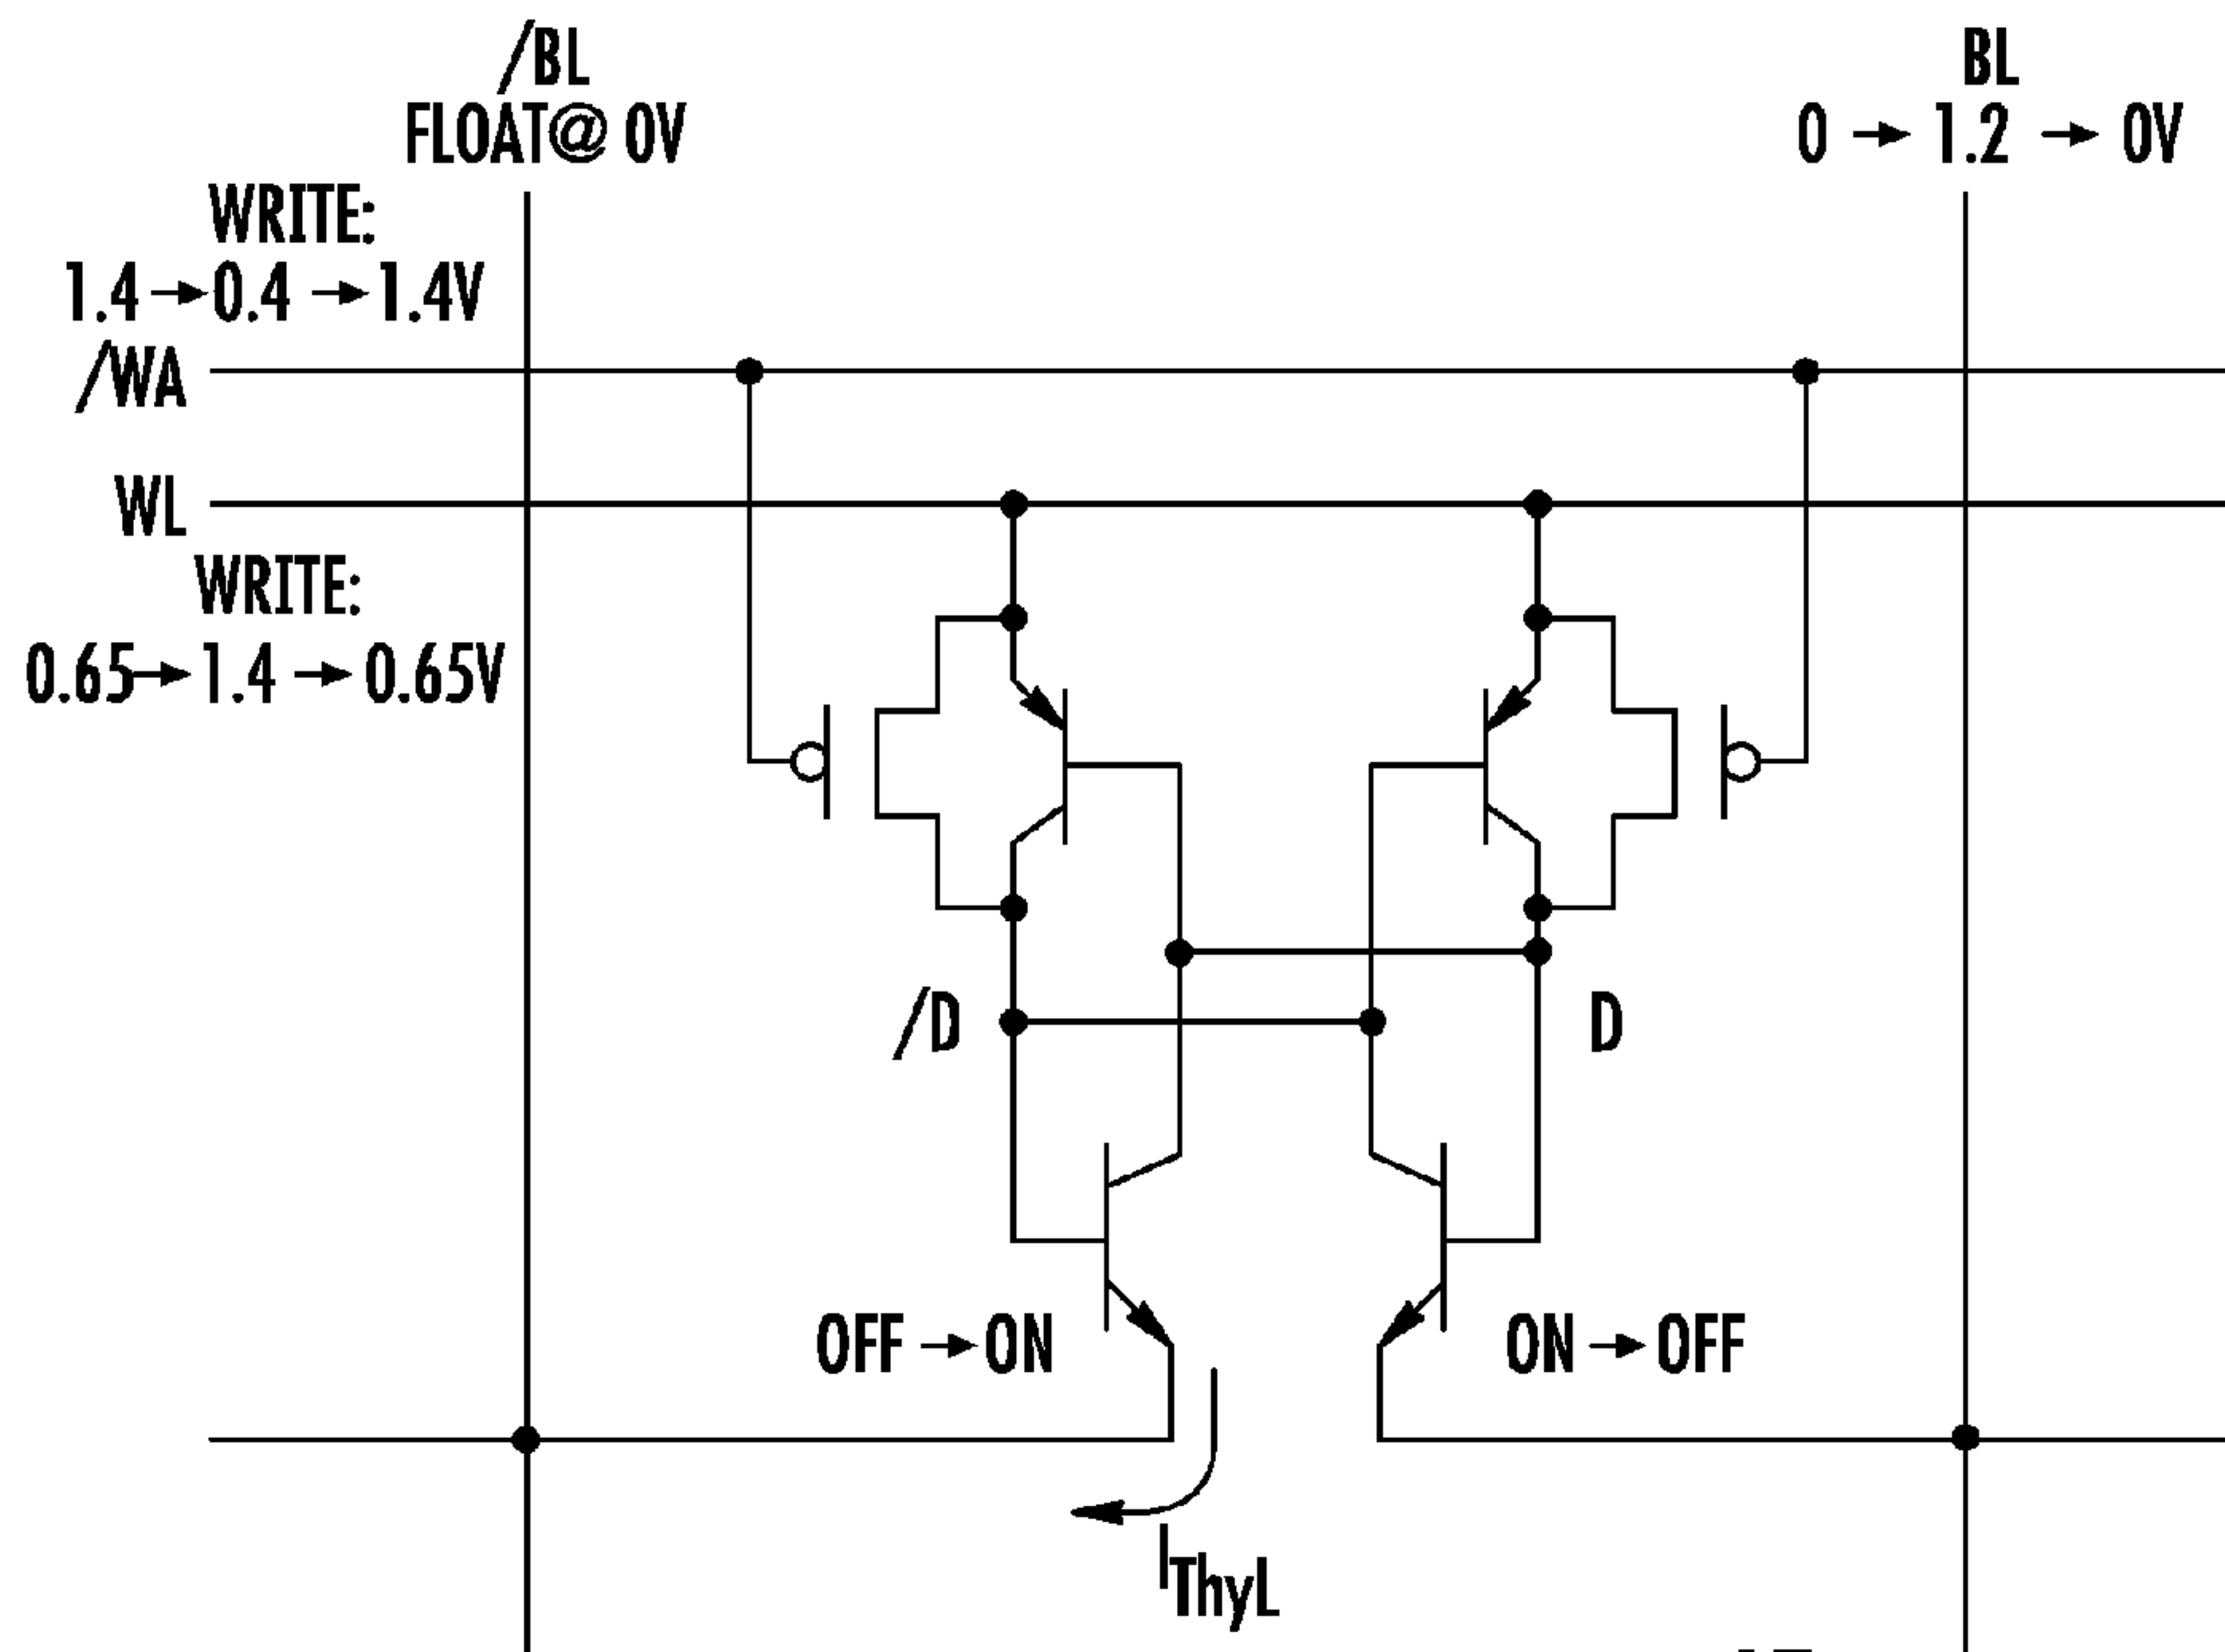 /BL
FLOAT@ 0V
BL
0 → 1.2 → 0V
WRITE:
1.4→0.4 →1.4V
/WA
WL
WRITE:
0.65→1.4 → 0.65V
/D
D
OFF →ON
ON → OFF
IThyL